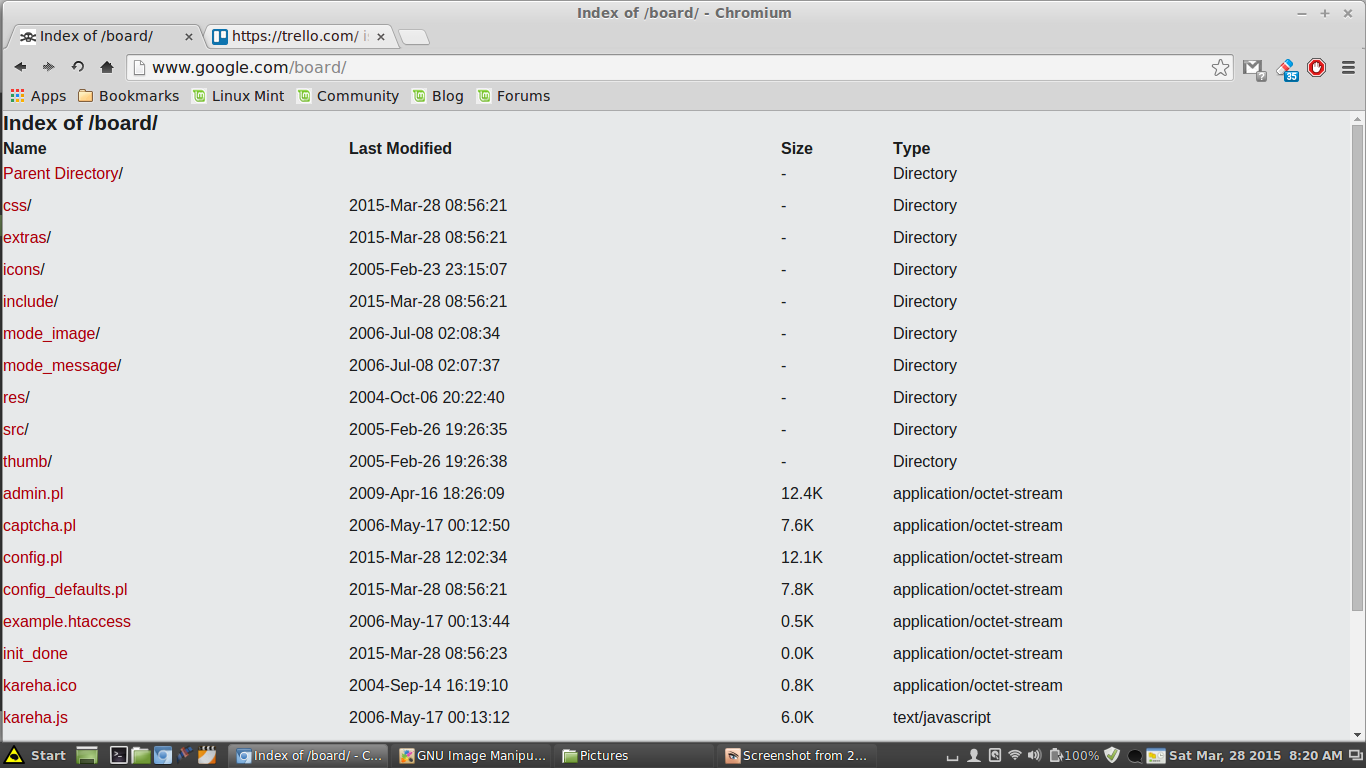 Index of /board/ - Chromium
Index of /board/ https://trello.com/ i
www.google.com/board/
? 85
Apps Bookmarks Linux Mint Community Blog Forums
Index of /board/
Name Last Modified Size Type
Parent Directory/ - Directory
css/ 2015-Mar-28 08:56:21 - Directory
extras/ 2015-Mar-28 08:56:21 - Directory
icons/ 2005-Feb-23 23:15:07 - Directory
include/ 2015-Mar-28 08:56:21 - Directory
mode_image/ 2006-Jul-08 02:08:34 - Directory
mode_message/ 2006-Jul-08 02:07:37 - Directory
res/ 2004-Oct-06 20:22:40 - Directory
src/ 2005-Feb-26 19:26:35 - Directory
thumb/ 2005-Feb-26 19:26:38 - Directory
admin.pl 2009-Apr-16 18:26:09 12.4K application/octet-stream
captcha.pl 2006-May-17 00:12:50 7.6K application/octet-stream
config.pl 2015-Mar-28 12:02:34 12.1K application/octet-stream
config_defaults.pl 2015-Mar-28 08:56:21 7.8K application/octet-stream
example.htaccess 2006-May-17 00:13:44 0.5K application/octet-stream
init_done 2015-Mar-28 08:56:23 0.0K application/octet-stream
kareha.ico 2004-Sep-14 16:19:10 0.8K application/octet-stream
kareha.js 2006-May-17 00:13:12 6.0K text/javascript
Start Index of /board/ - C... GNU Image Manipu... Pictures Screenshot from 2... 100% Sat Mar, 28 2015 8:20 AM